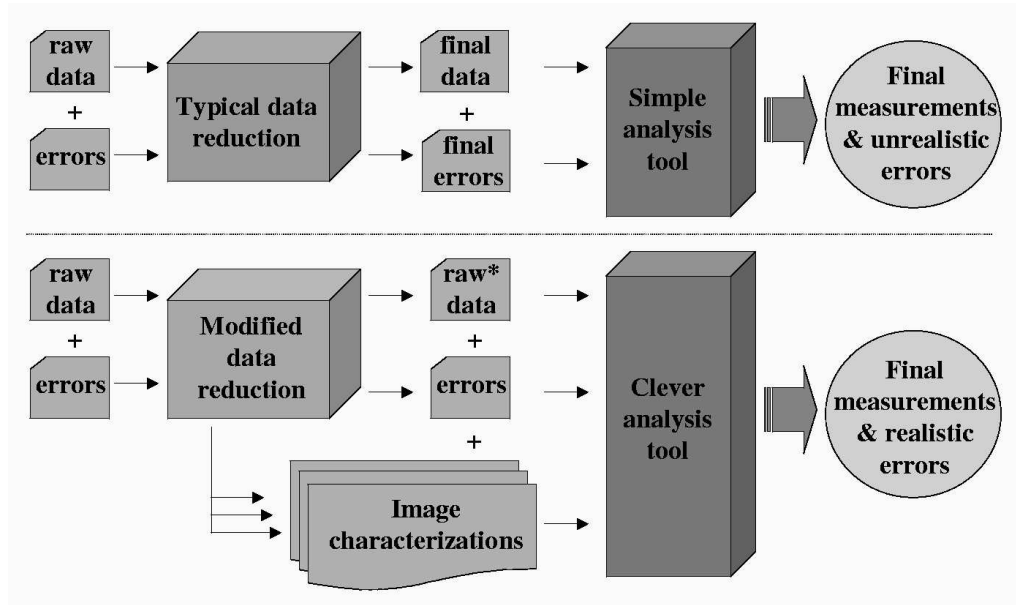 raw
data
+
errors
Typical data
reduction
final
data
+
final
errors
Simple
analysis
tool
Final
measurements
& unrealistic
errors
raw
data
+
errors
Modified
data
reduction
raw*
data
+
errors
+
Image
characterizations
Clever
analysis
tool
Final
measurements
& realistic
errors